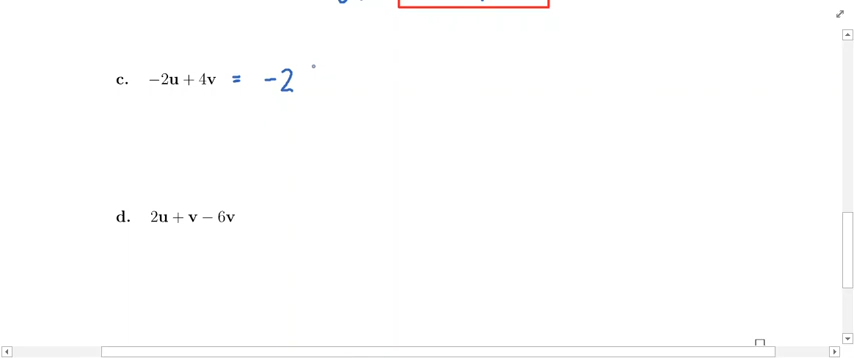 c. −2u + 4v = −2
d. 2u + v − 6v